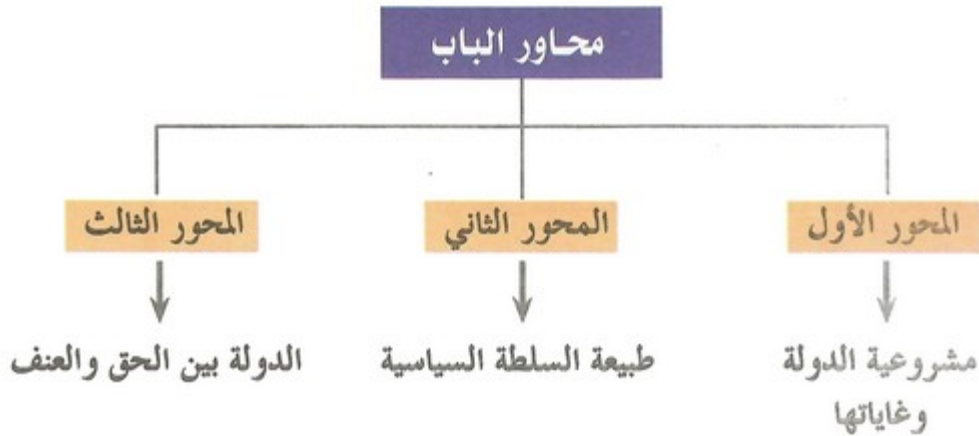 محاور الباب
المحور الأول
المحور الثاني
المحور الثالث
مشروعية الدولة
وغاياتها
طبيعة السلطة السياسية
الدولة بين الحق والعنف